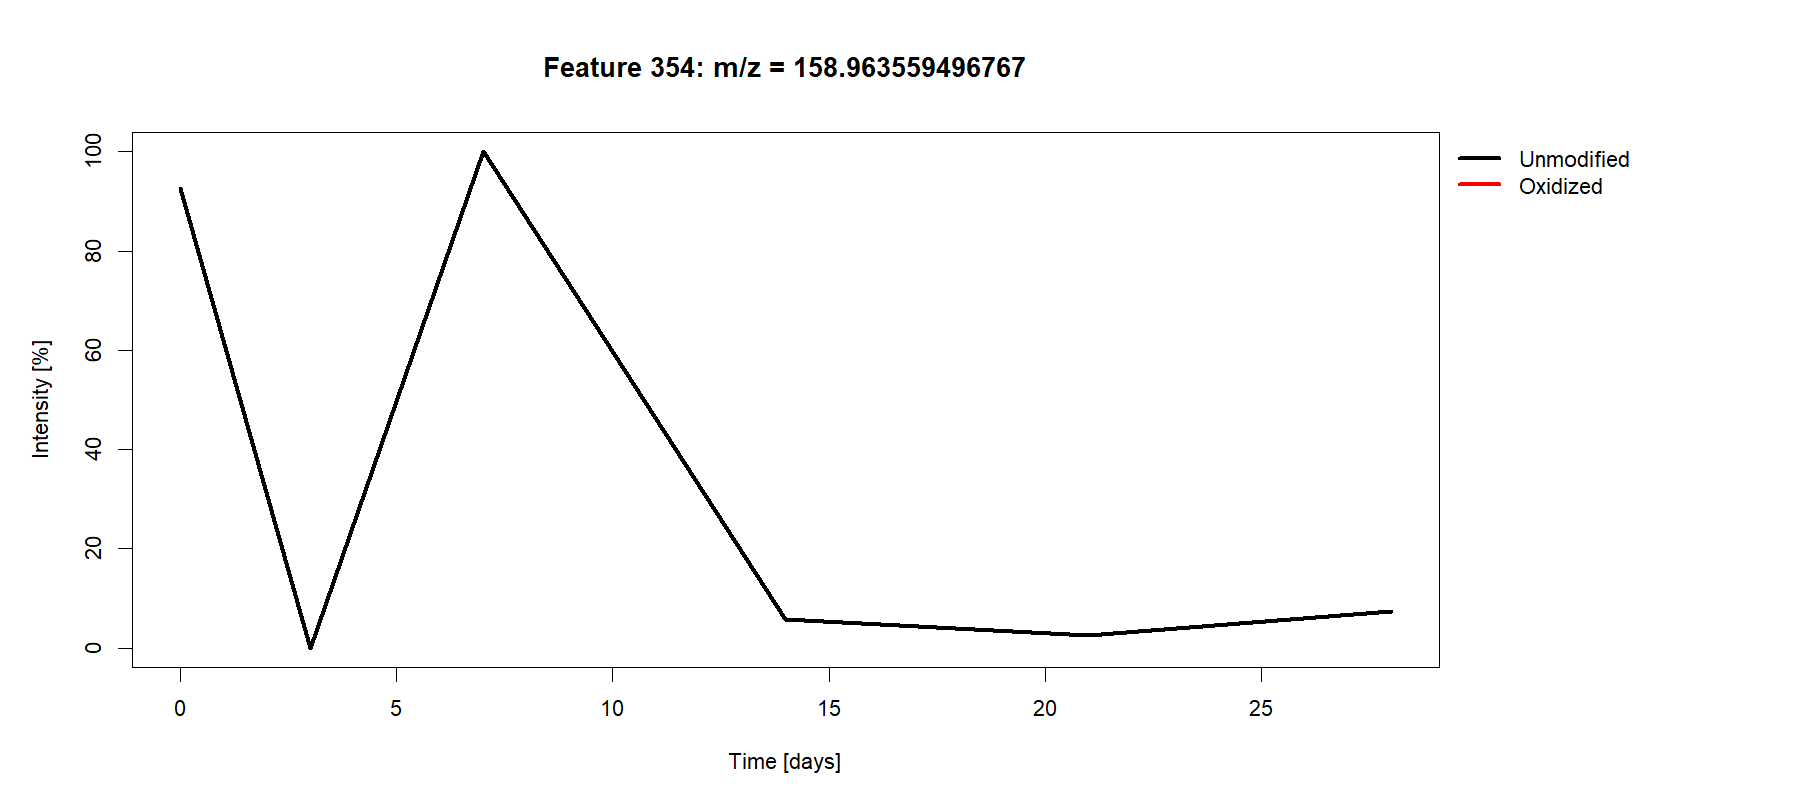 Feature 354: m/z = 158.963559496767
Unmodified
Oxidized
Intensity [%]
100
80
60
40
20
0
0 5 10 15 20 25
Time [days]